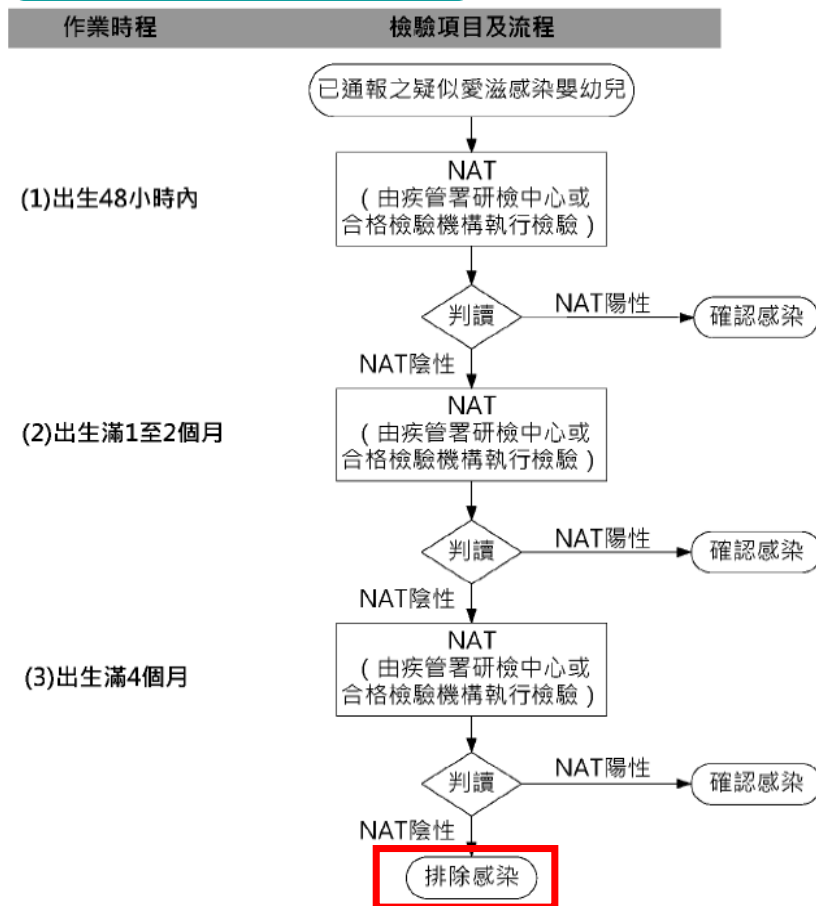 作業時程
檢驗項目及流程
已通報之疑似愛滋感染嬰幼兒
(1)出生48小時內
NAT
（由疾管署研檢中心或
合格檢驗機構執行檢驗）
判讀
NAT陽性
確認感染
NAT陰性
(2)出生滿1至2個月
NAT
（由疾管署研檢中心或
合格檢驗機構執行檢驗）
判讀
NAT陽性
確認感染
NAT陰性
(3)出生滿4個月
NAT
（由疾管署研檢中心或
合格檢驗機構執行檢驗）
判讀
NAT陽性
確認感染
NAT陰性
排除感染